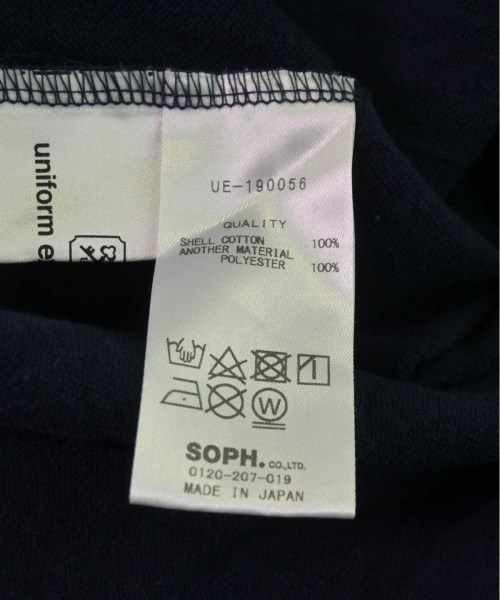 uniform e
UE-190056
QUALITY
SHELL COTTON 100%
ANOTHER MATERIAL
POLYESTER 100%
W
SOPH. CO.,LTD.
0120-207-019
MADE IN JAPAN